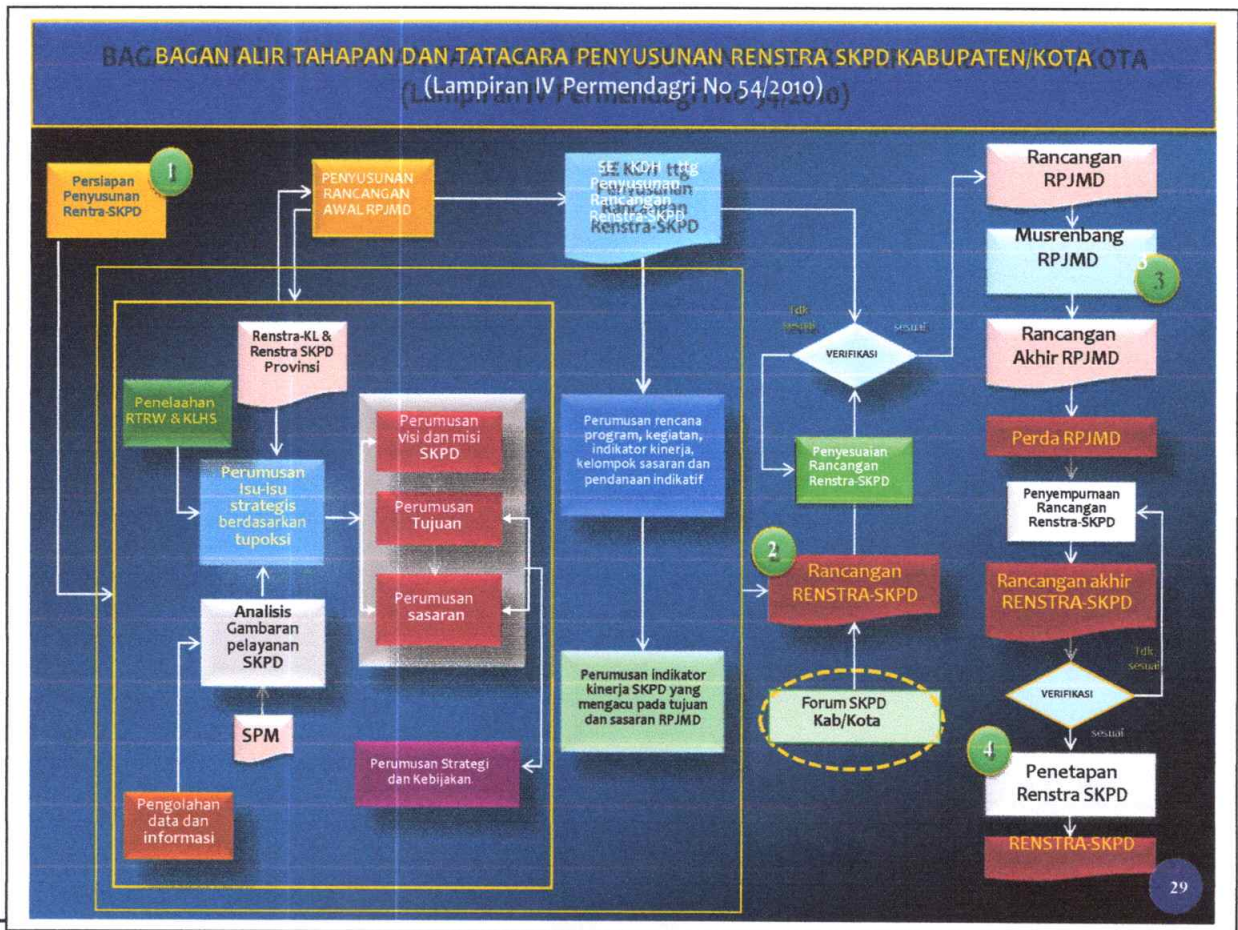 BAGAN ALIR TAHAPAN DAN TATACARA PENYUSUNAN RENSTRA SKPD KABUPATEN/KOTA
(Lampiran IV Permendagri No 54/2010)
Persiapan
Penyusunan
Rentra-SKPD
1
PENYUSUNAN
RANCANGAN
AWAL RPJMD
SE KDH ttg
Penyusunan
Rancangan
Renstra-SKPD
Rancangan
RPJMD
Musrenbang
RPJMD
3
3
Rancangan
Akhir RPJMD
Perda RPJMD
Penyempurnaan
Rancangan
Renstra-SKPD
Rancangan akhir
RENSTRA-SKPD
Tdk
sesuai
VERIFIKASI
sesuai
4
Penetapan
Renstra SKPD
RENSTRA-SKPD
Renstra-KL &
Renstra SKPD
Provinsi
Penelaahan
RTRW & KLHS
Perumusan
Isu-isu
strategis
berdasarkan
tupoksi
Analisis
Gambaran
pelayanan
SKPD
SPM
Pengolahan
data dan
informasi
Perumusan
visi dan misi
SKPD
Perumusan
Tujuan
Perumusan
sasaran
Perumusan Strategi
dan Kebijakan
Perumusan rencana
program, kegiatan,
indikator kinerja,
kelompok sasaran dan
pendanaan indikatif
Perumusan indikator
kinerja SKPD yang
mengacu pada tujuan
dan sasaran RPJMD
Tdk
sesuai
sesuai
VERIFIKASI
Penyesuaian
Rancangan
Renstra-SKPD
2
Rancangan
RENSTRA-SKPD
Forum SKPD
Kab/Kota
29